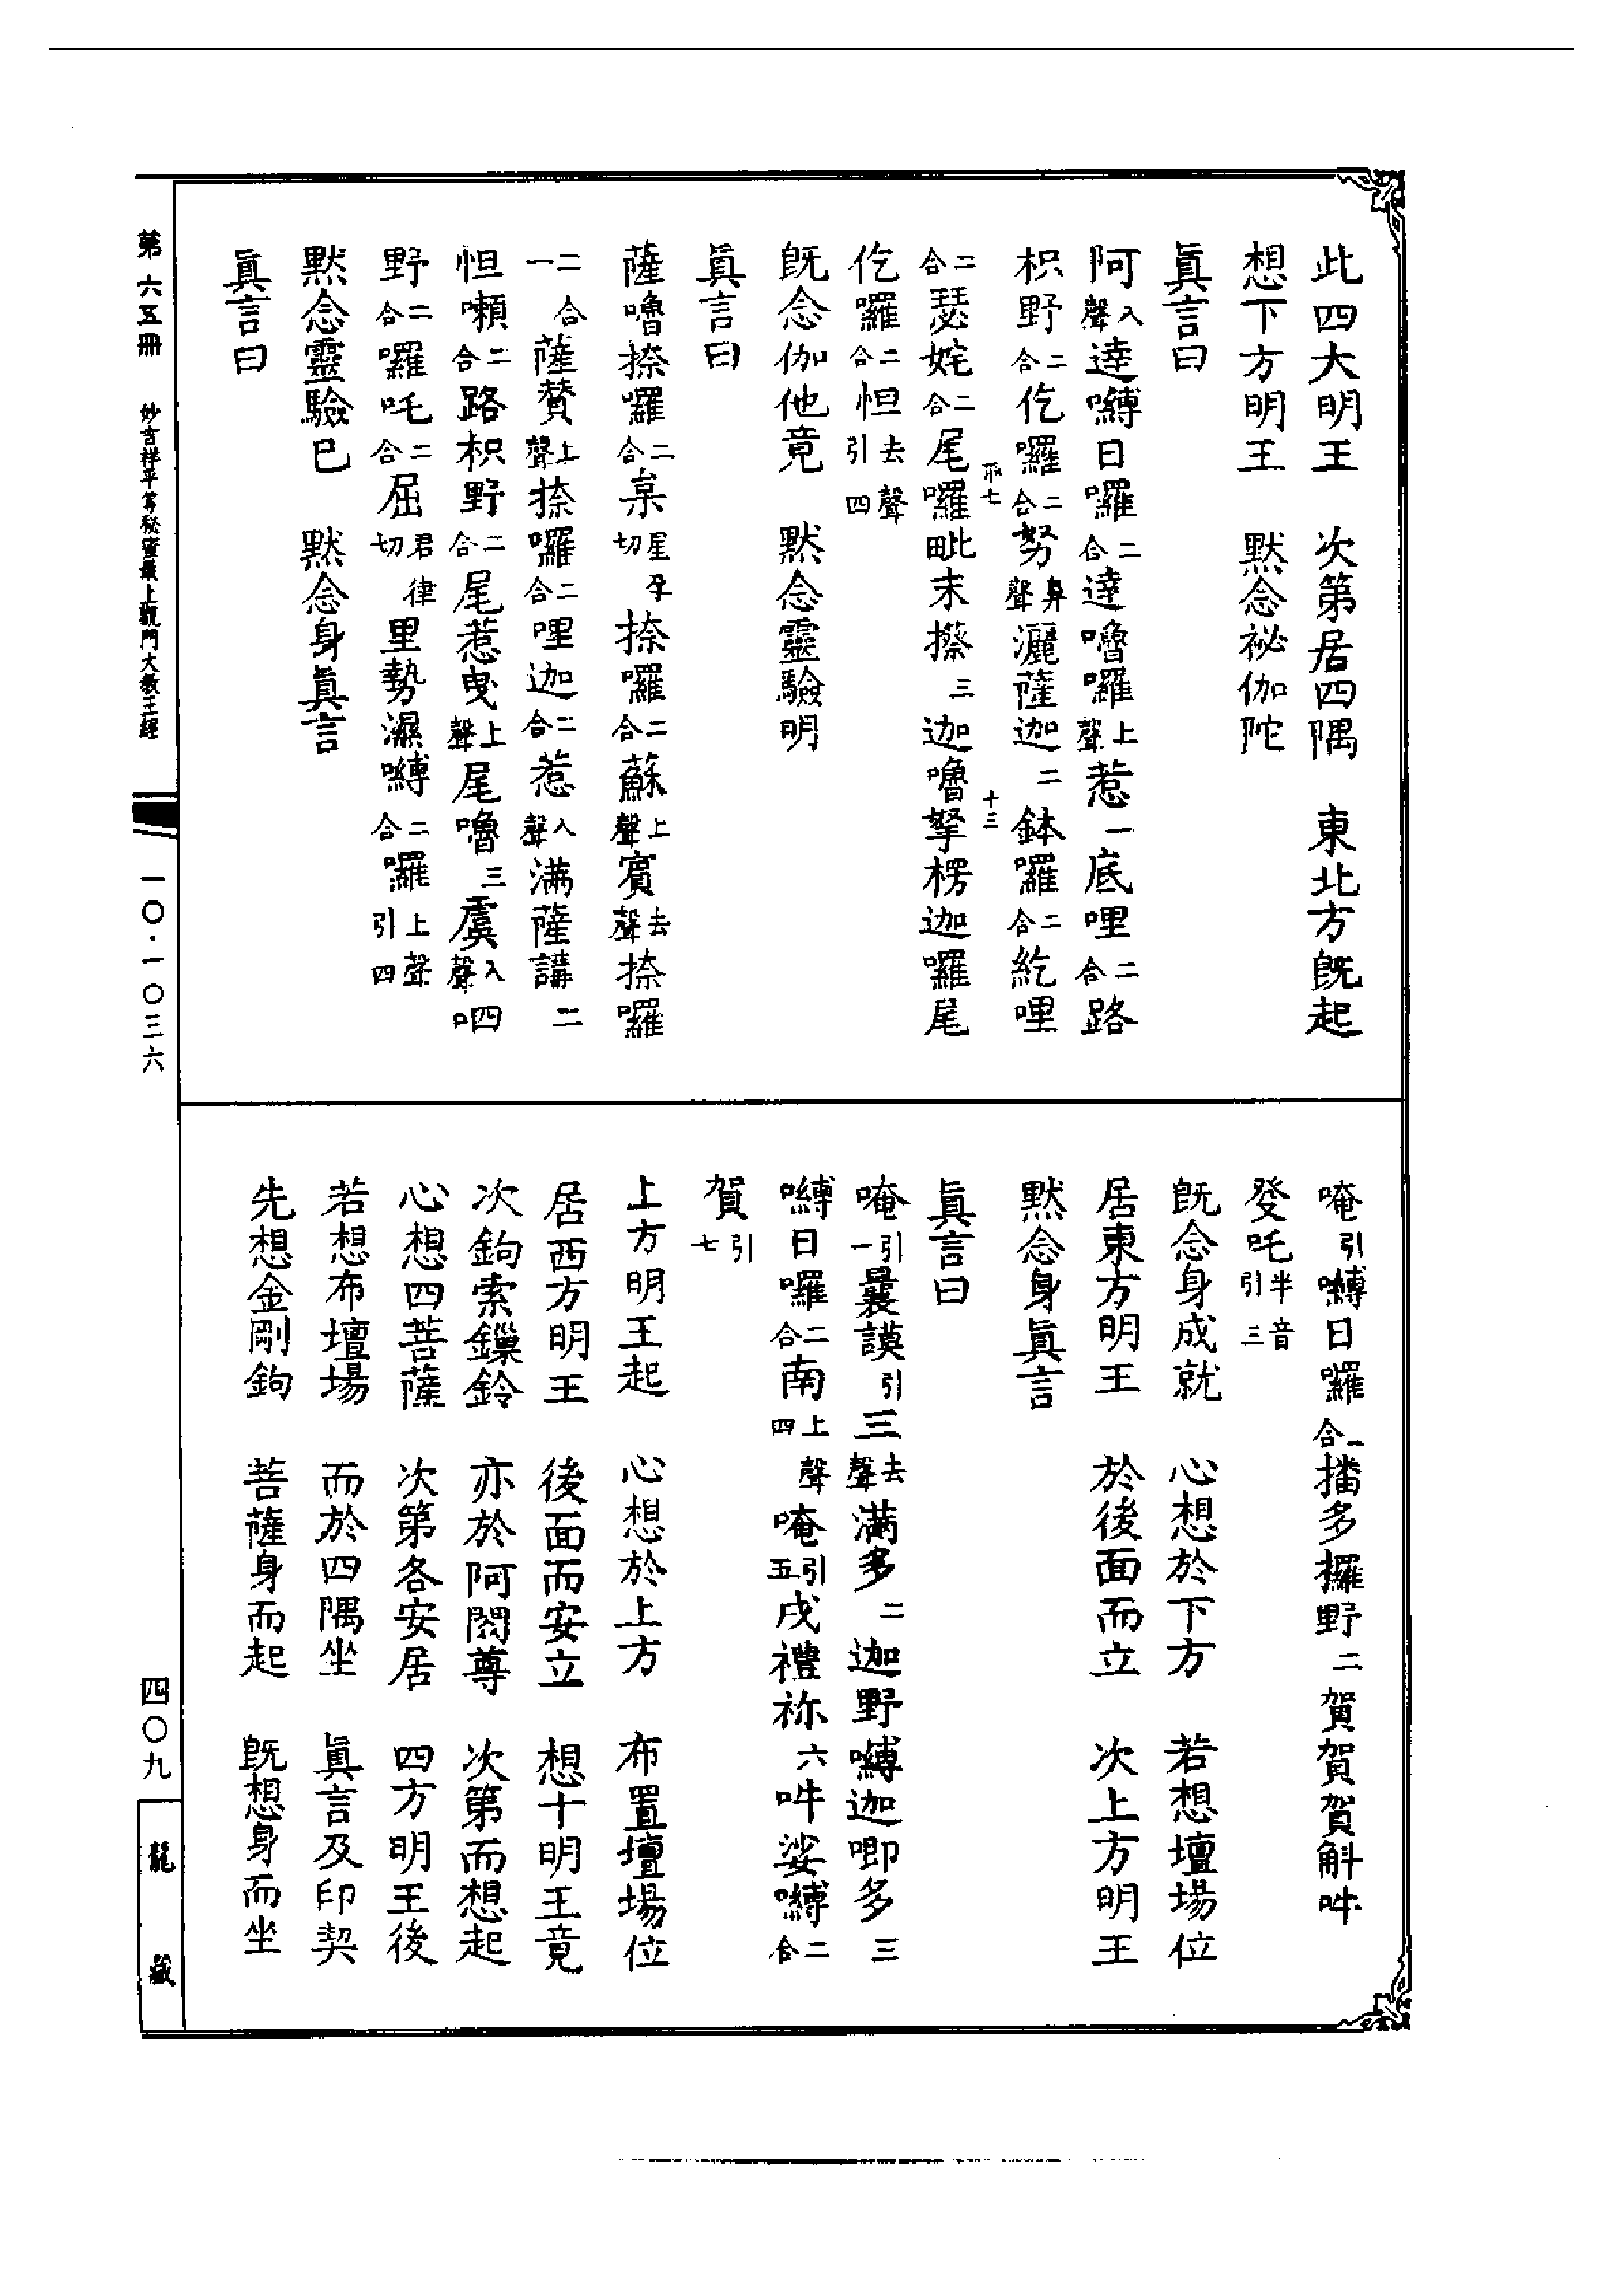 此四大明王　次第居四隅　東北方旣起
想下方明王　默念祕伽陀
眞言曰
阿入聲達嚩日囉二合達嚕囉上聲惹一底哩二合路
枳野二合仡囉二合努鼻聲灑薩迦二鉢囉二合紇哩
二合瑟姹二合尾囉毗末擦三迦嚕拏楞迦囉尾
仡囉二合怛去聲引四
旣念伽他竟　默念靈驗明
眞言曰
薩嚕捺囉二合枲星孕切捺囉二合蘇上聲賓去聲捺囉
二合一薩贊上聲捺囉二合哩迦二合惹入聲滿薩講二
怛嚩二合路枳野二合尾惹曳上聲尾嚕三虞入聲呬
野二合囉吒二合屈君律切里勢濕嚩二合囉上聲引四
默念靈驗已　默念身眞言
眞言曰
唵引嚩日囉二合播多攞野二賀賀賀斛吽
癹吒半音引三
旣念身成就　心想於下方　若想壇場位
居東方明王　於後面而立　次上方明王
默念身眞言
眞言曰
唵引一曩謨引三去聲滿多二迦野嚩迦唧多三
嚩日囉二合南上聲四唵引五戌禮祢六吽娑嚩二合
賀引七
上方明王起　心想於上方　布置壇場位
居西方明王　後面而安立　想十明王竟
次鉤索鏁鈴　亦於阿閦尊　次第而想起
心想四菩薩　次第各安居　四方明王後
若想布壇場　而於四隅坐　眞言及印契
先想金剛鉤　菩薩身而起　旣想身而坐
第六五冊　妙吉祥平等秘密最上觀門大教王經　一〇·一〇三六　四〇九　龍藏